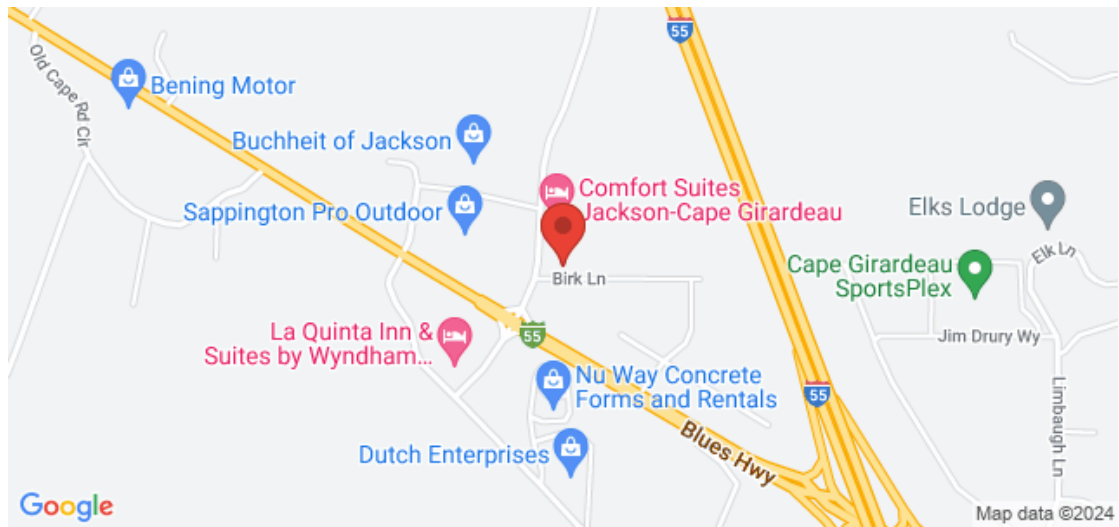 55
Old Cape Rd Cir
Bening Motor
Buchheit of Jackson
Comfort Suites
Jackson-Cape Girardeau
Sappington Pro Outdoor
Elks Lodge
Elk Ln
Cape Girardeau
SportsPlex
Birk Ln
La Quinta Inn &
Suites by Wyndham...
55
Jim Drury Wy
Nu Way Concrete
Forms and Rentals
55
Limbaugh Ln
Dutch Enterprises
Blues Hwy
Google
Map data ©2024